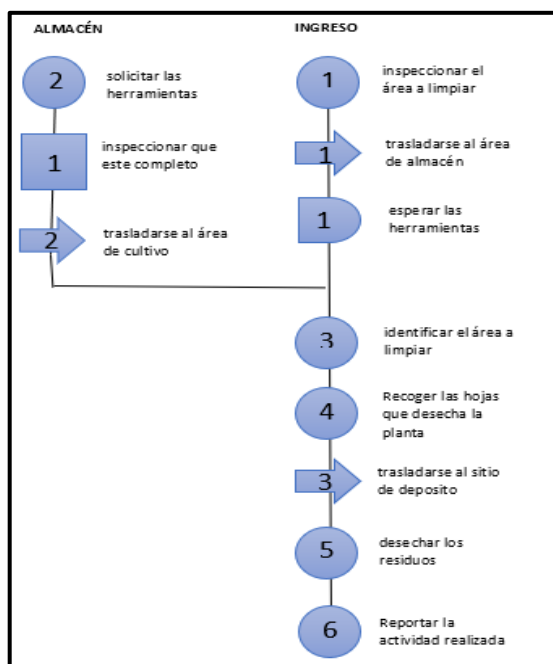 ALMACÉN
2
solicitar las
herramientas
1
inspeccionar que
este completo
2
trasladarse al área
de cultivo
INGRESO
1
inspeccionar el
área a limpiar
1
trasladarse al área
de almacén
1
esperar las
herramientas
3
identificar el área a
limpiar
4
Recoger las hojas
que desecha la
planta
3
trasladarse al sitio
de deposito
5
desechar los
residuos
6
Reportar la
actividad realizada